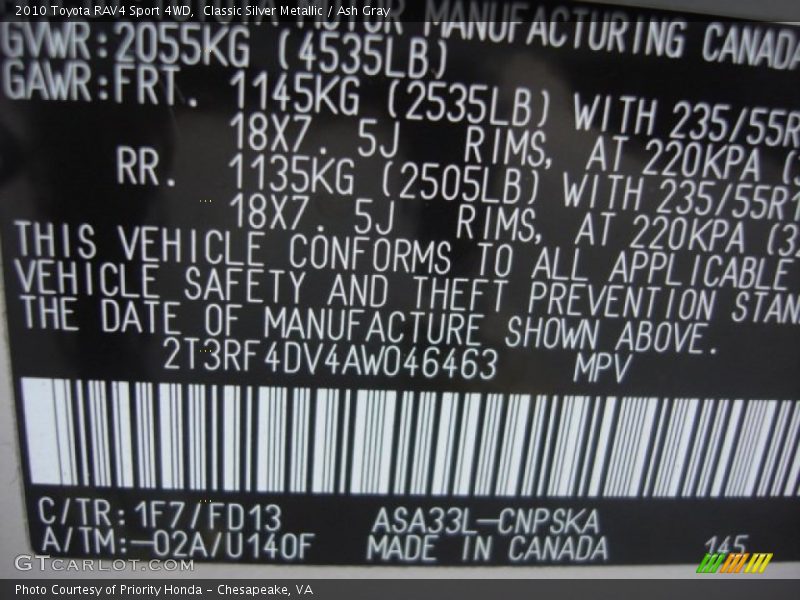 2010 Toyota RAV4 Sport 4WD, Classic Silver Metallic / Ash Gray
MANUFACTURING CANADA
GVWR:2055KG (4535LB)
GAWR:FRT. 1145KG (2535LB) WITH 235/55R
18X7.5J RIMS, AT 220KPA (
RR. 1135KG (2505LB) WITH 235/55R1
18X7.5J RIMS, AT 220KPA (3
THIS VEHICLE CONFORMS TO ALL APPLICABLE
VEHICLE SAFETY AND THEFT PREVENTION STAN
THE DATE OF MANUFACTURE SHOWN ABOVE.
2T3RF4DV4AW046463 MPV
C/TR:1F7/FD13 ASA33L-CNPSKA
A/TM:-02A/U140F MADE IN CANADA 145
GTCARLOT.COM
Photo Courtesy of Priority Honda - Chesapeake, VA